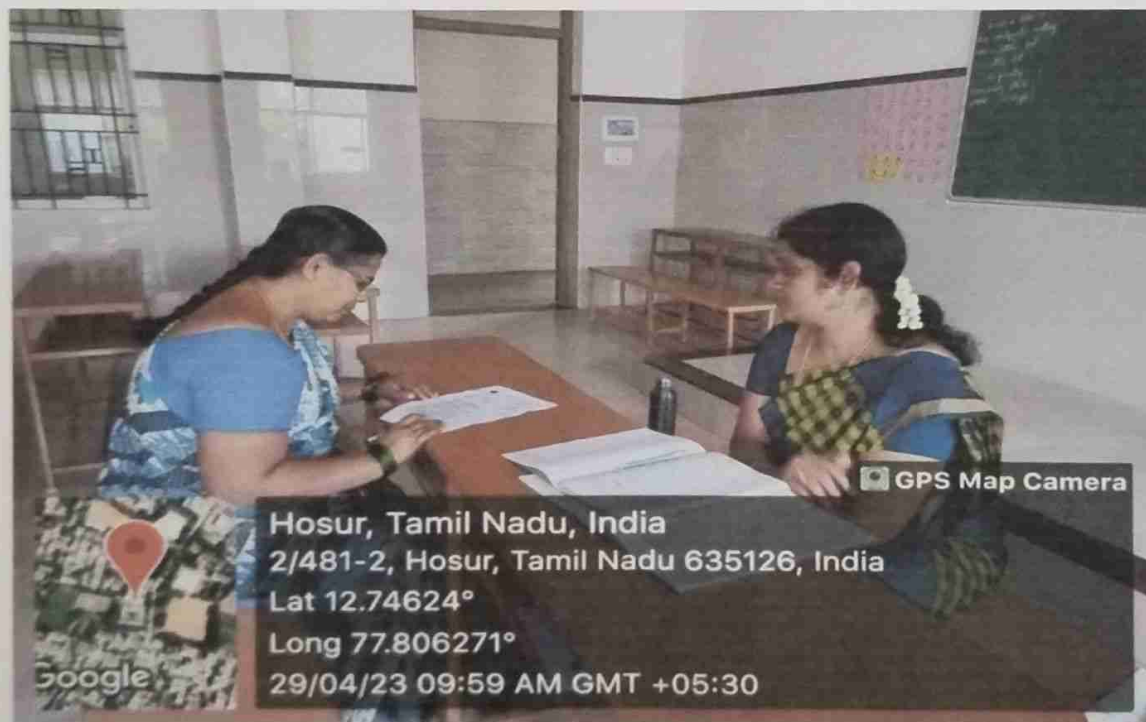 GPS Map Camera
Hosur, Tamil Nadu, India
2/481-2, Hosur, Tamil Nadu 635126, India
Lat 12.74624°
Long 77.806271°
29/04/23 09:59 AM GMT +05:30
Google